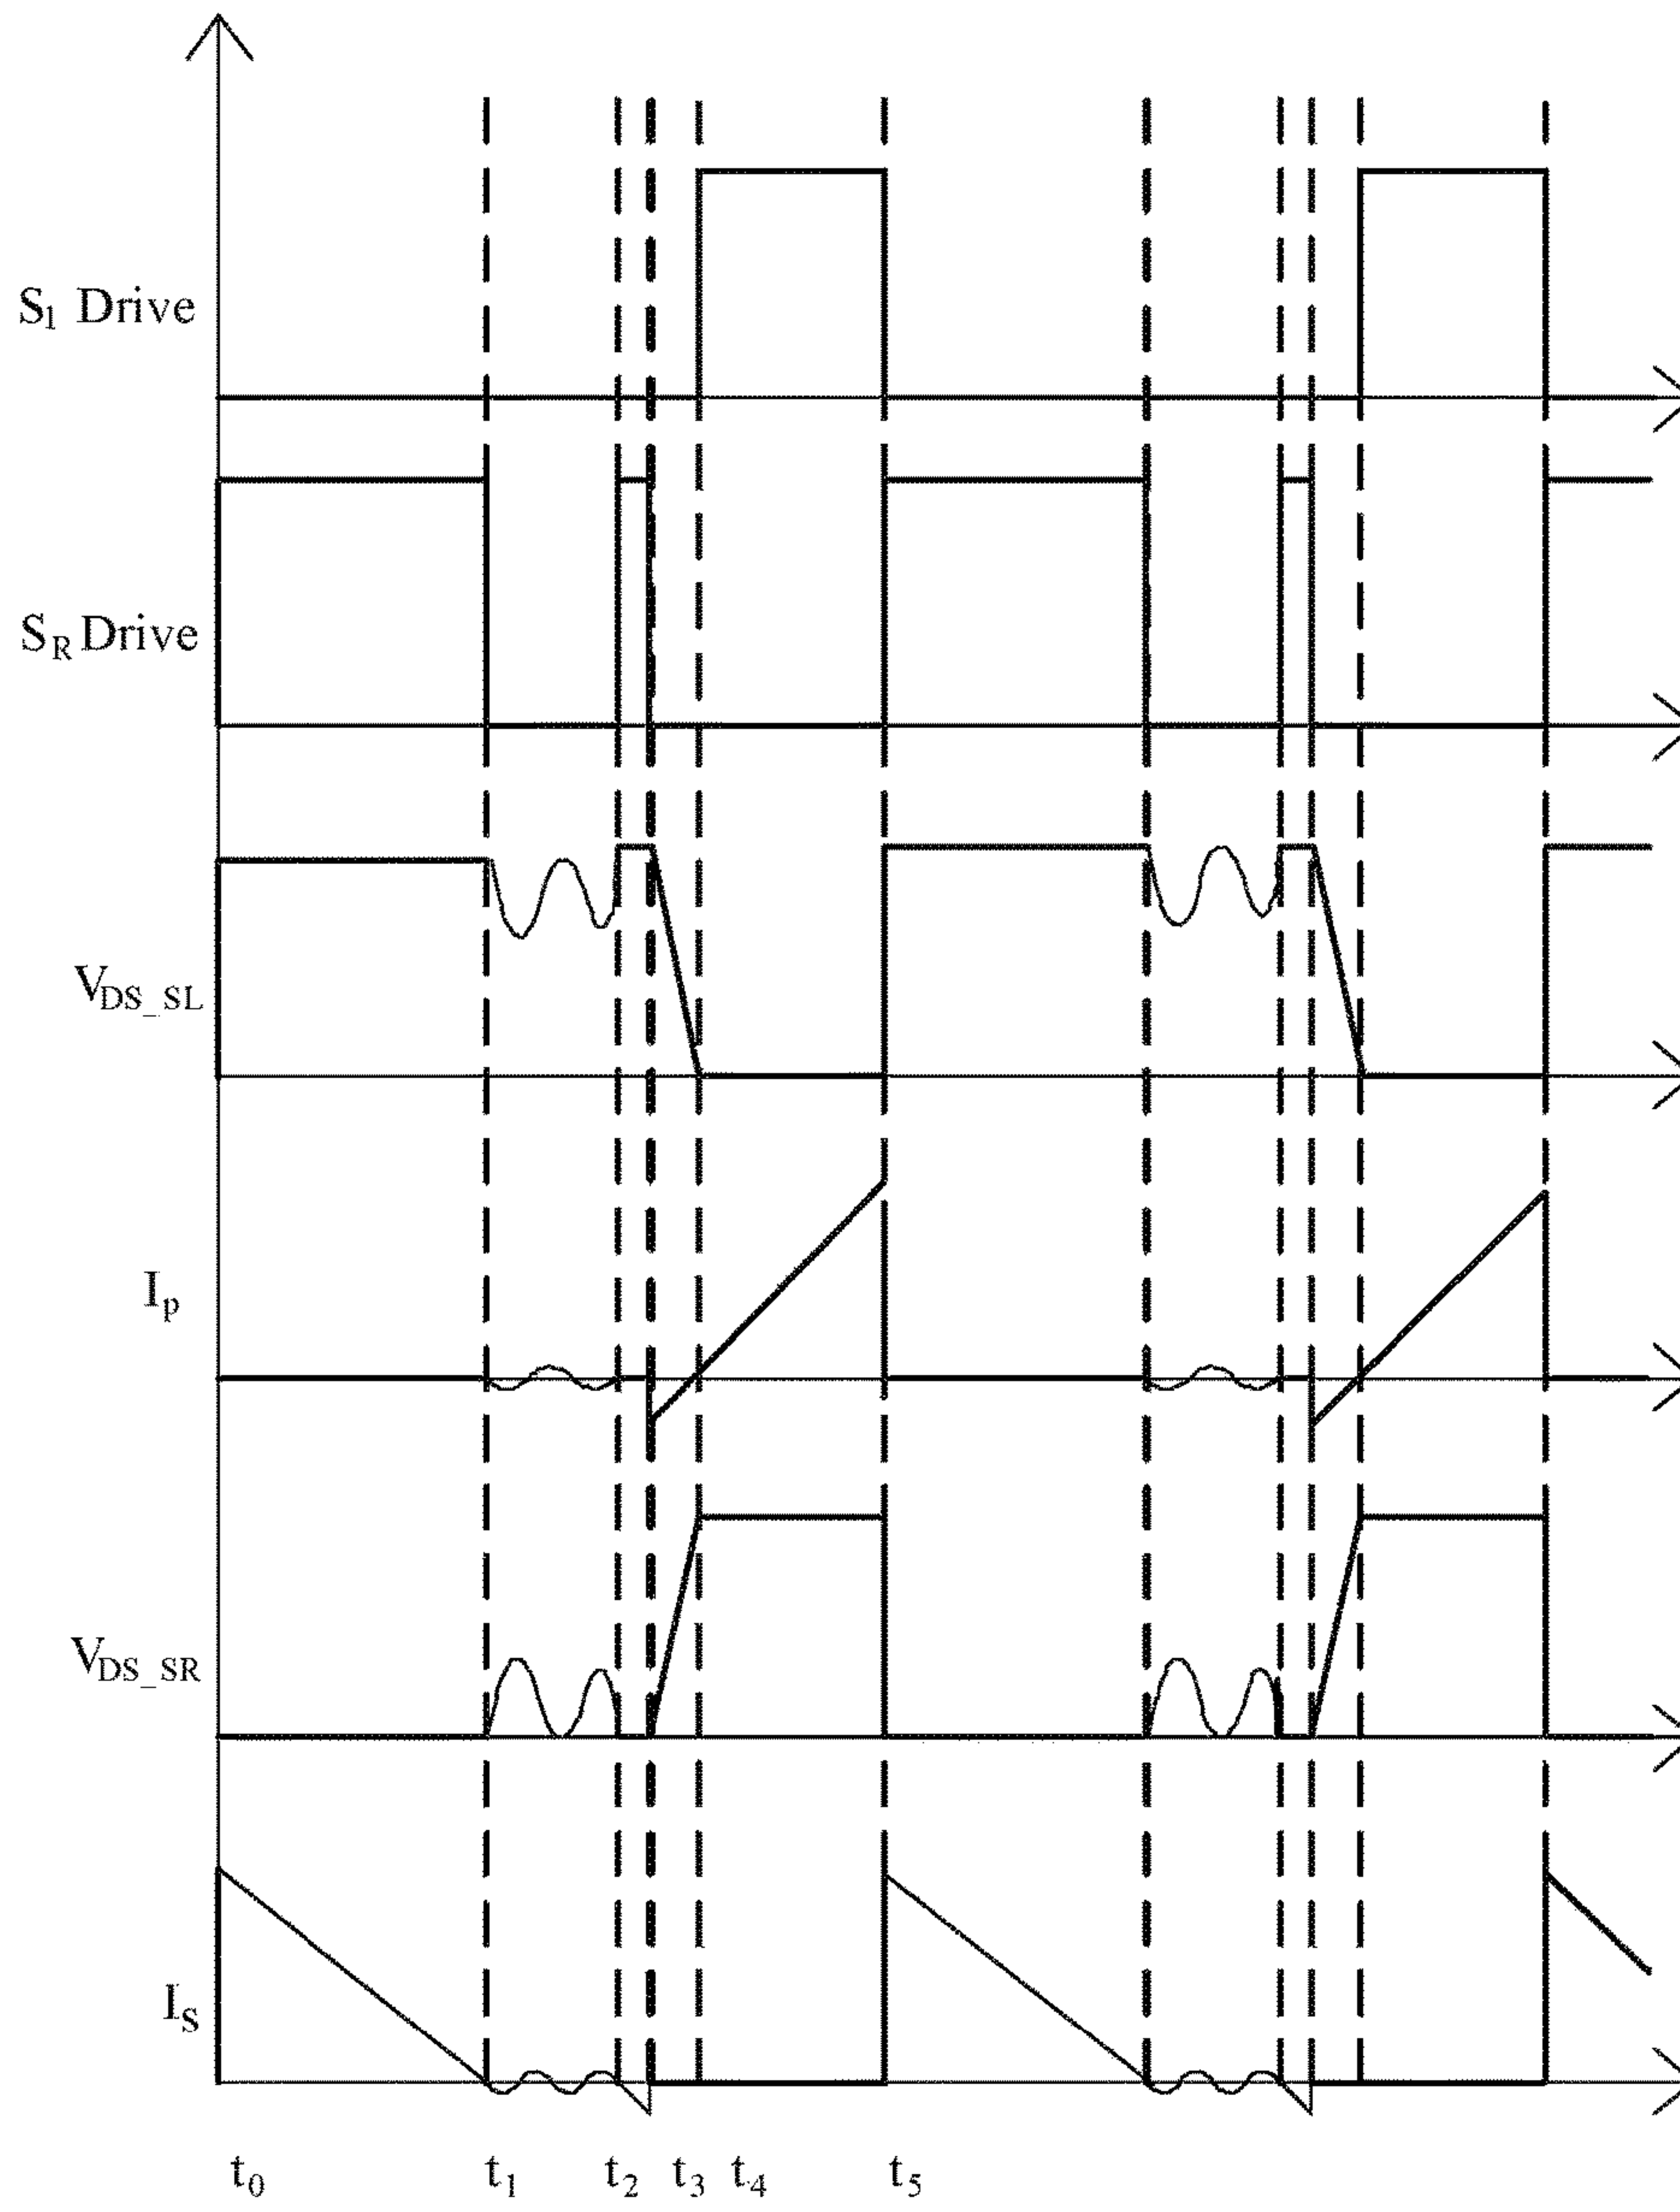 S1 Drive
SR Drive
VDS_SL
Ip
VDS_SR
IS
t0 t1 t2 t3 t4 t5